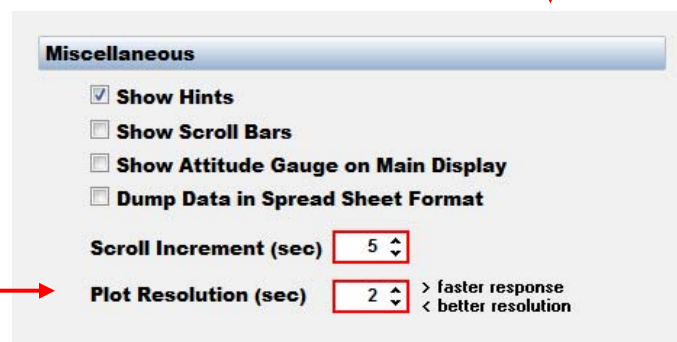 Miscellaneous
Show Hints
Show Scroll Bars
Show Attitude Gauge on Main Display
Dump Data in Spread Sheet Format
Scroll Increment (sec) 5
Plot Resolution (sec) 2 > faster response
< better resolution